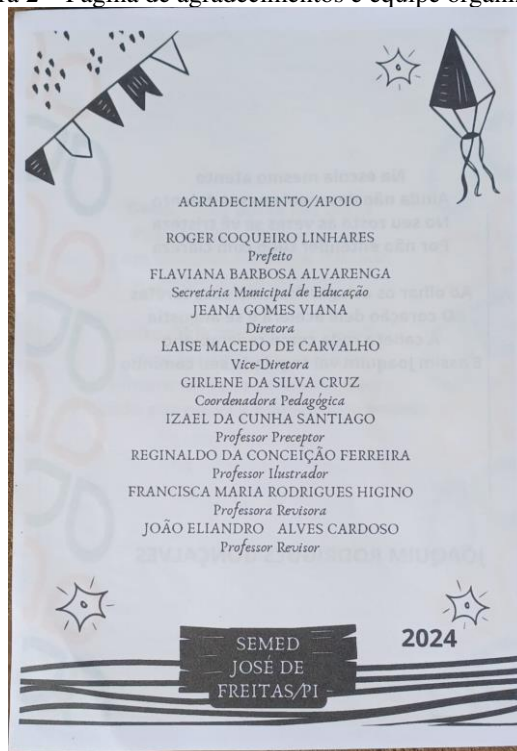 AGRADECIMENTO/APOIO
ROGER COQUEIRO LINHARES
Prefeito
FLAVIANA BARBOSA ALVARENGA
Secretária Municipal de Educação
JEANA GOMES VIANA
Diretora
LAISE MACEDO DE CARVALHO
Vice-Diretora
GIRLENE DA SILVA CRUZ
Coordenadora Pedagógica
IZAEL DA CUNHA SANTIAGO
Professor Preceptor
REGINALDO DA CONCEIÇÃO FERREIRA
Professor Ilustrador
FRANCISCA MARIA RODRIGUES HIGINO
Professora Revisora
JOÃO ELIANDRO ALVES CARDOSO
Professor Revisor
2024
SEMED
JOSÉ DE
FREITAS/PI